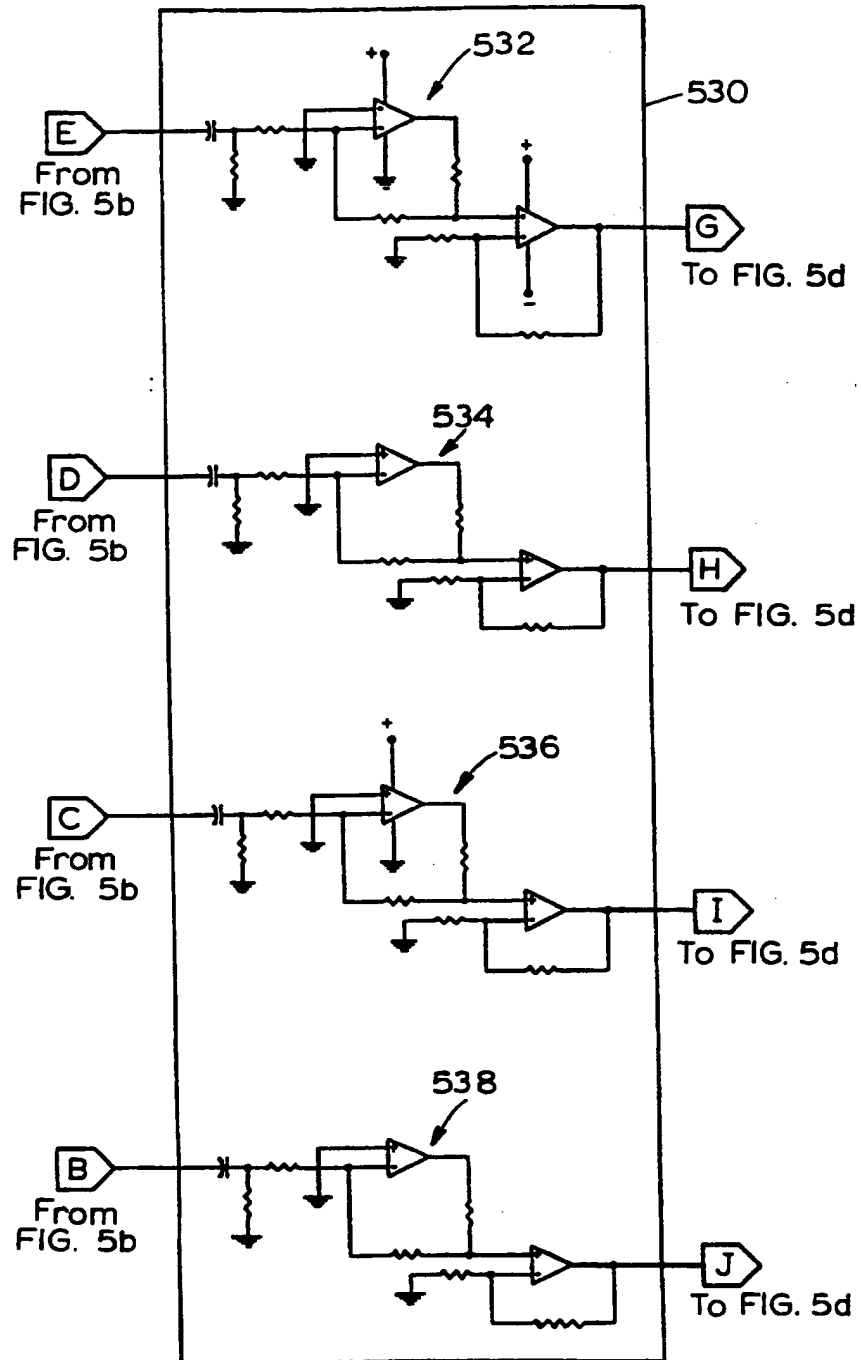 +
532
530
E
From
FIG. 5b
+
G
To FIG. 5d
-
534
D
From
FIG. 5b
H
To FIG. 5d
+
536
C
From
FIG. 5b
I
To FIG. 5d
538
B
From
FIG. 5b
J
To FIG. 5d